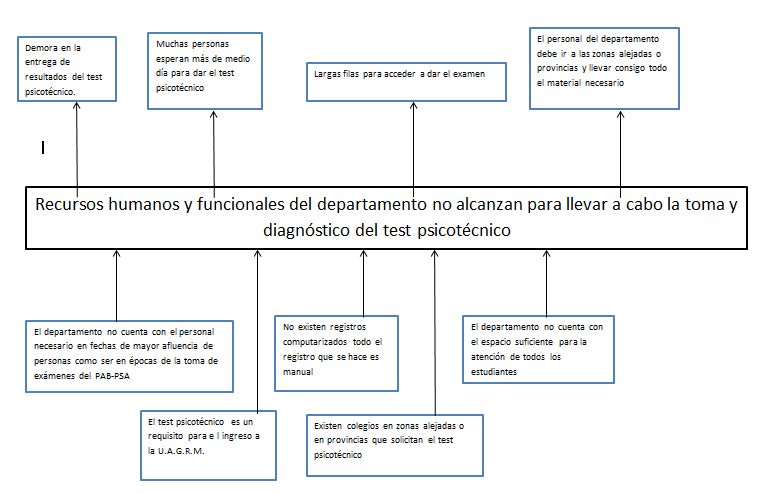 Demora en la
entrega de
resultados del test
psicotécnico.
Muchas personas
esperan más de medio
día para dar el test
psicotécnico
Largas filas para acceder a dar el examen
El personal del departamento
debe ir a las zonas alejadas o
provincias y llevar consigo todo
el material necesario
Recursos humanos y funcionales del departamento no alcanzan para llevar a cabo la toma y
diagnóstico del test psicotécnico
El departamento no cuenta con el personal
necesario en fechas de mayor afluencia de
personas como ser en épocas de la toma de
exámenes del PAB-PSA
No existen registros
computarizados todo el
registro que se hace es
manual
El departamento no cuenta con
el espacio suficiente para la
atención de todos los
estudiantes
El test psicotécnico es un
requisito para e l ingreso a
la U.A.G.R.M.
Existen colegios en zonas alejadas o
en provincias que solicitan el test
psicotécnico